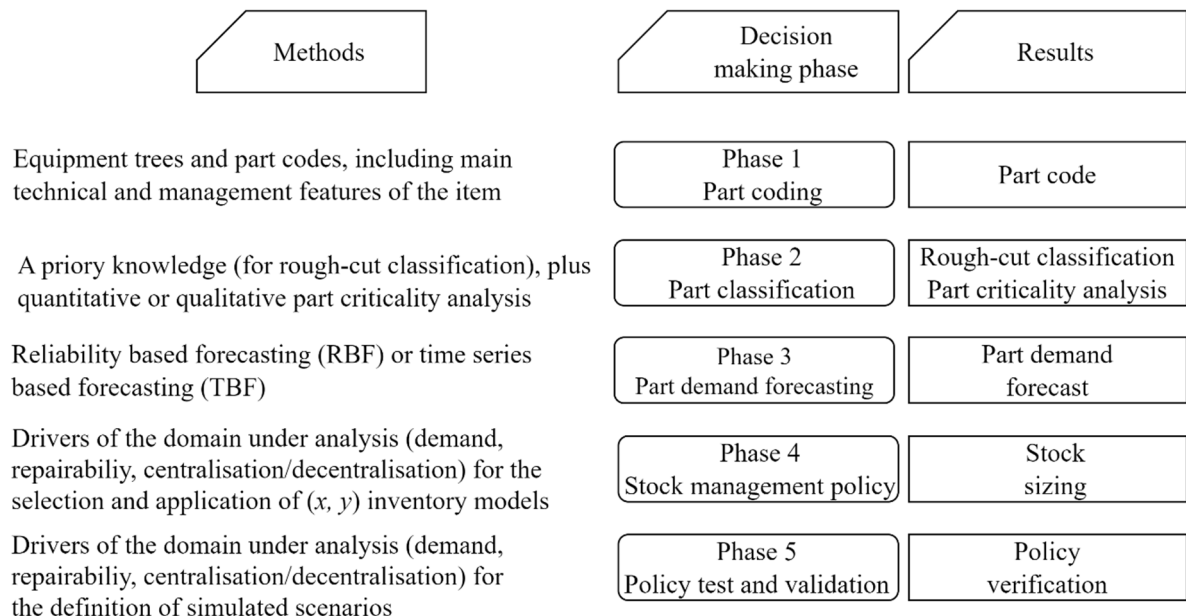 Methods
Decision
making phase
Results
Equipment trees and part codes, including main
technical and management features of the item
Phase 1
Part coding
Part code
A priory knowledge (for rough-cut classification), plus
quantitative or qualitative part criticality analysis
Phase 2
Part classification
Rough-cut classification
Part criticality analysis
Reliability based forecasting (RBF) or time series
based forecasting (TBF)
Phase 3
Part demand forecasting
Part demand
forecast
Drivers of the domain under analysis (demand,
repairabiliy, centralisation/decentralisation) for the
selection and application of (x, y) inventory models
Phase 4
Stock management policy
Stock
sizing
Drivers of the domain under analysis (demand,
repairabiliy, centralisation/decentralisation) for
the definition of simulated scenarios
Phase 5
Policy test and validation
Policy
verification